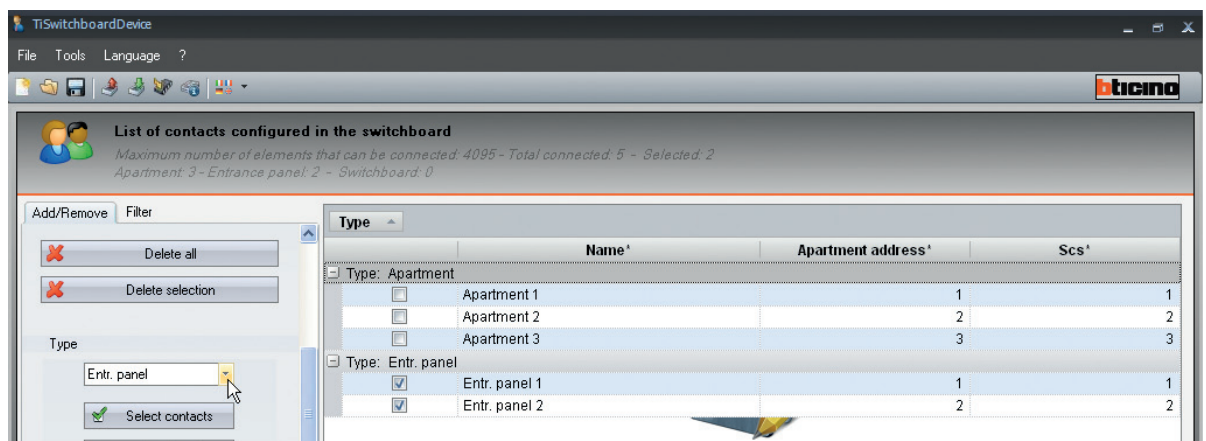 TiSwitchboardDevice
File Tools Language ?
bticino
List of contacts configured in the switchboard
Maximum number of elements that can be connected: 4095 - Total connected: 5 - Selected: 2
Apartment: 3 - Entrance panel: 2 - Switchboard: 0
Add/Remove Filter
Delete all
Delete selection
Type
Entr. panel
Select contacts
Type
Name* Apartment address* Scs*
Type: Apartment
Apartment 1 1 1
Apartment 2 2 2
Apartment 3 3 3
Type: Entr. panel
Entr. panel 1 1 1
Entr. panel 2 2 2